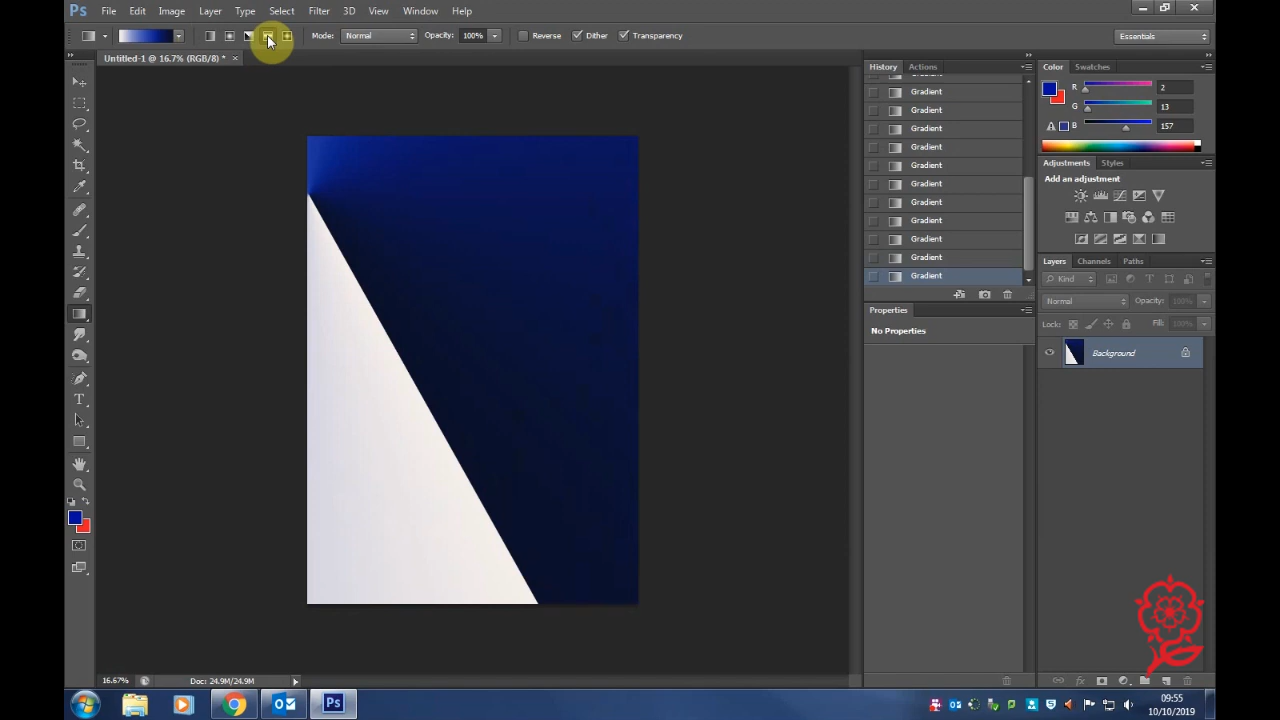 Ps File Edit Image Layer Type Select Filter 3D View Window Help
Mode: Normal Opacity: 100% Reverse Dither Transparency Essentials
Untitled-1 @ 16.7% (RGB/8) * ×
History Actions
Gradient
Gradient
Gradient
Gradient
Gradient
Gradient
Gradient
Gradient
Gradient
Gradient
Gradient
Properties
No Properties
Color Swatches
R 2
G 13
B 157
Adjustments Styles
Add an adjustment
Layers Channels Paths
Kind
Normal Opacity: 100%
Lock: Fill: 100%
Background
16.67% Doc: 24.9M/24.9M
09:55
10/10/2019